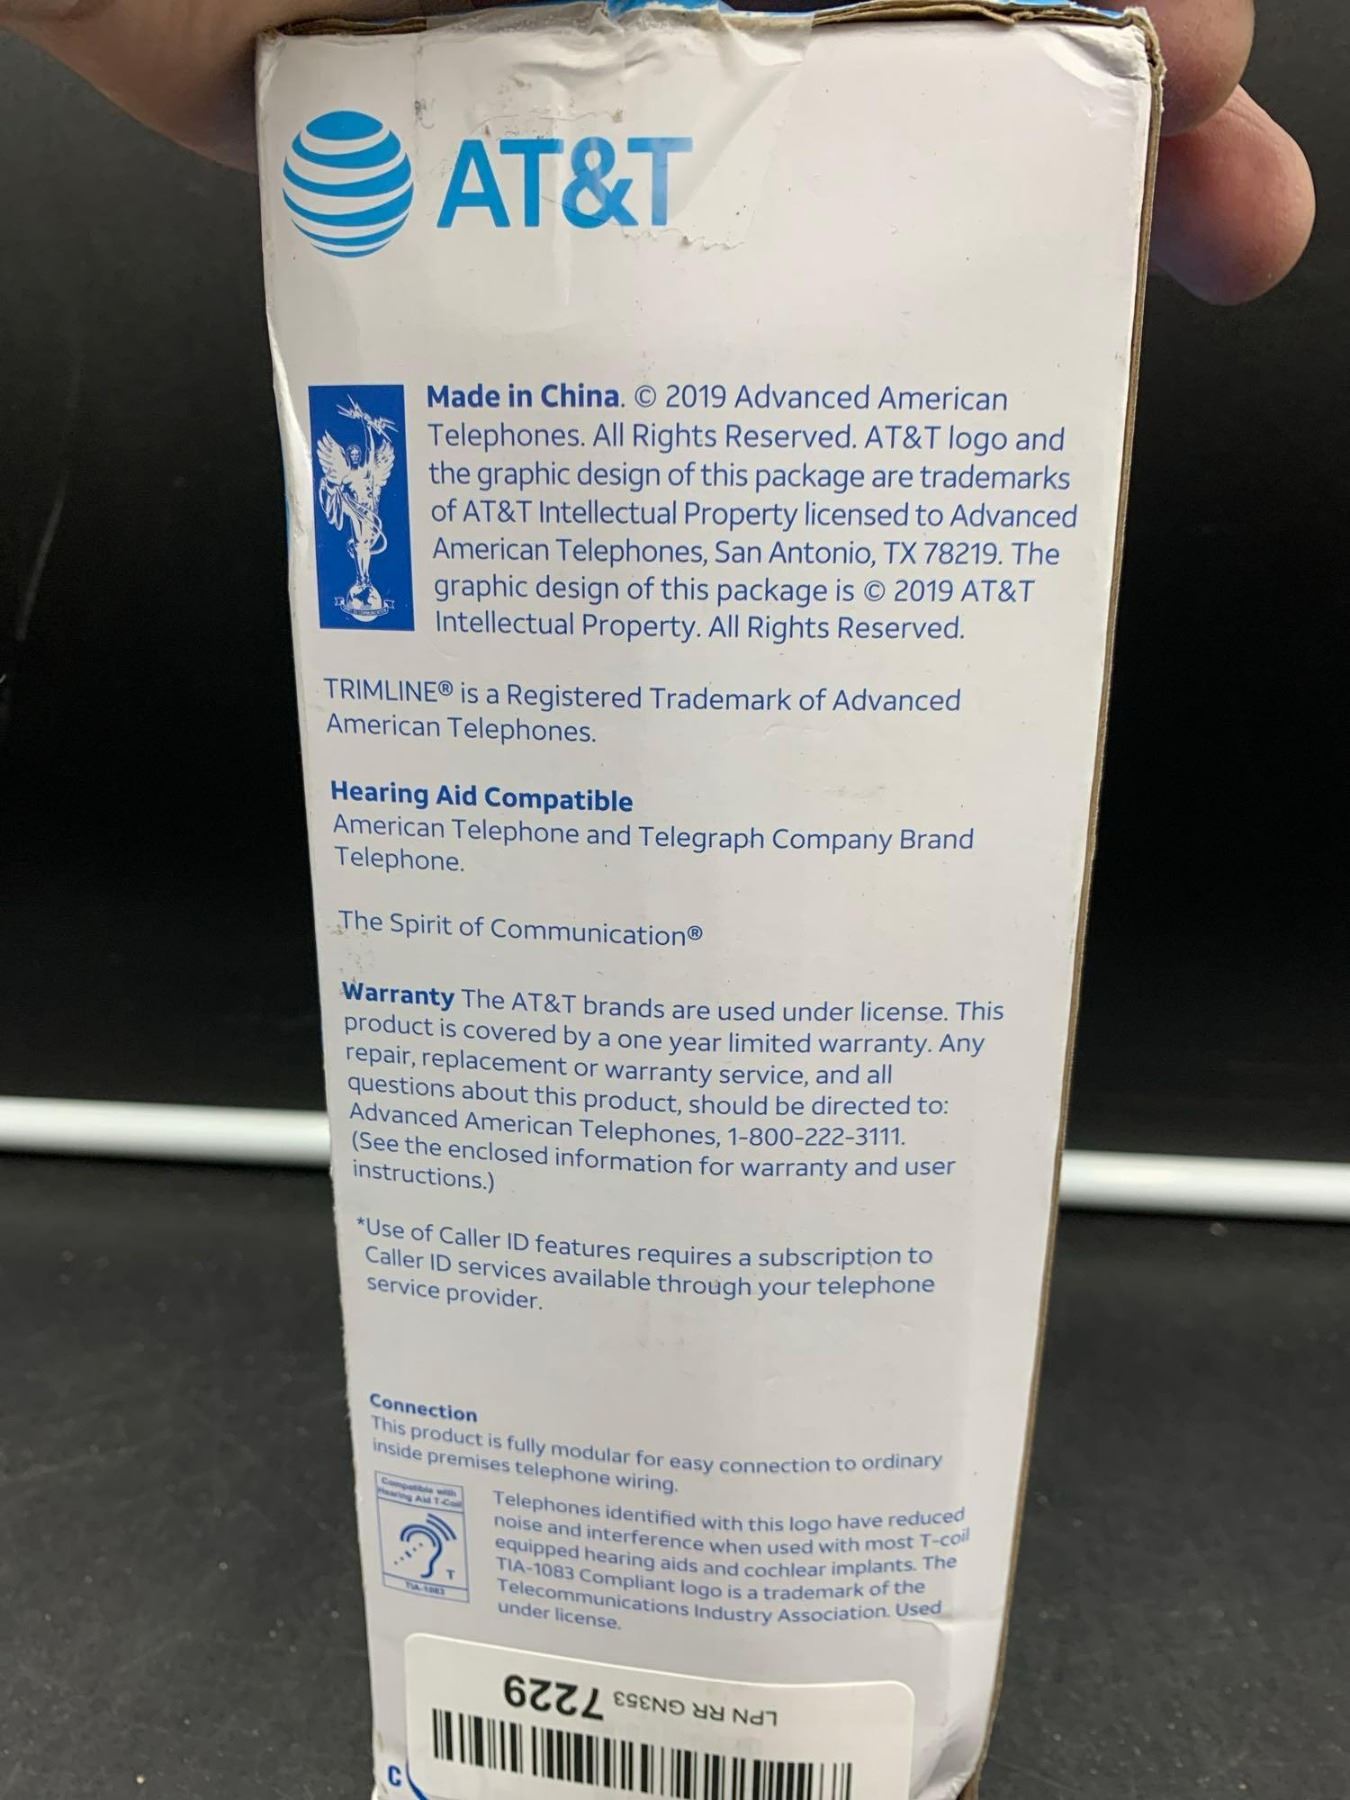 AT&T
Made in China. © 2019 Advanced American
Telephones. All Rights Reserved. AT&T logo and
the graphic design of this package are trademarks
of AT&T Intellectual Property licensed to Advanced
American Telephones, San Antonio, TX 78219. The
graphic design of this package is © 2019 AT&T
Intellectual Property. All Rights Reserved.
TRIMLINE® is a Registered Trademark of Advanced
American Telephones.
Hearing Aid Compatible
American Telephone and Telegraph Company Brand
Telephone.
The Spirit of Communication®
Warranty The AT&T brands are used under license. This
product is covered by a one year limited warranty. Any
repair, replacement or warranty service, and all
questions about this product, should be directed to:
Advanced American Telephones, 1-800-222-3111.
(See the enclosed information for warranty and user
instructions.)
*Use of Caller ID features requires a subscription to
Caller ID services available through your telephone
service provider.
Connection
This product is fully modular for easy connection to ordinary
inside premises telephone wiring.
Compatible with
Hearing Aid T-Coil
T
TIA-1083
Telephones identified with this logo have reduced
noise and interference when used with most T-coil
equipped hearing aids and cochlear implants. The
TIA-1083 Compliant logo is a trademark of the
Telecommunications Industry Association. Used
under license.
LPN RR GN353 7229
C